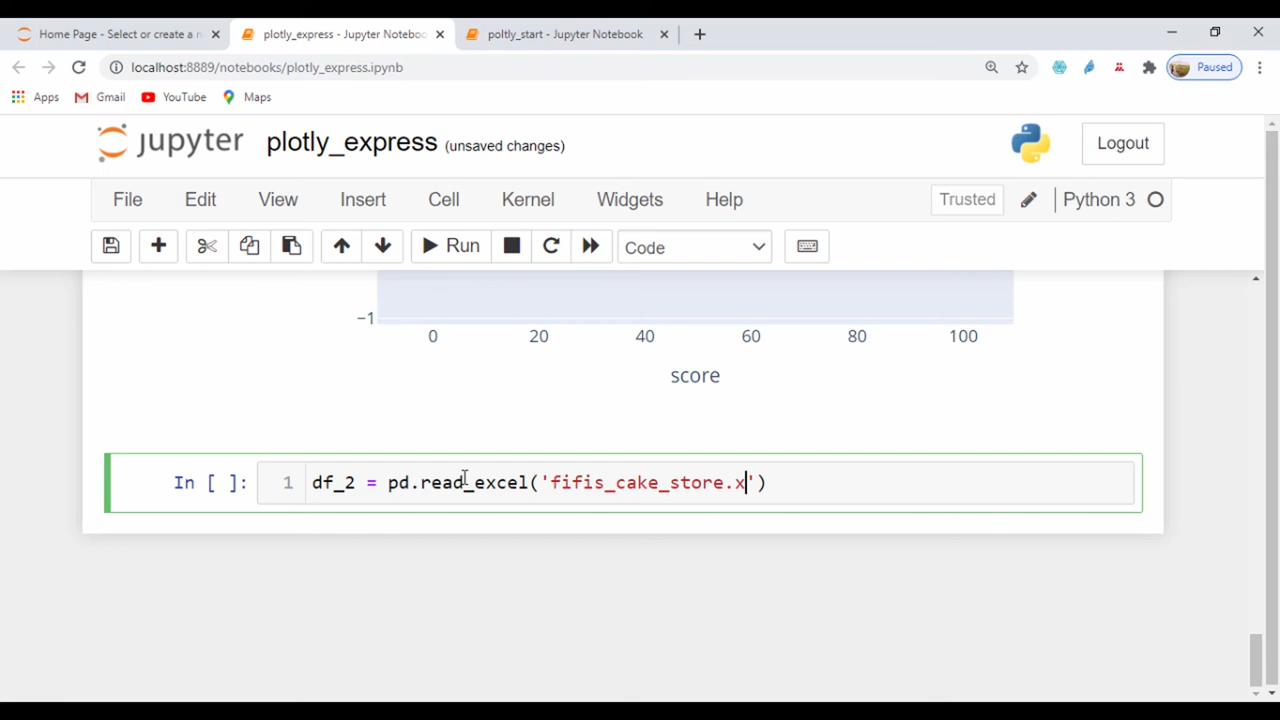 Home Page - Select or create a n
plotly_express - Jupyter Noteboo
poltly_start - Jupyter Notebook
localhost:8889/notebooks/plotly_express.ipynb
Paused
Apps
Gmail
YouTube
Maps
jupyter
plotly_express (unsaved changes)
Logout
File
Edit
View
Insert
Cell
Kernel
Widgets
Help
Trusted
Python 3
Run
Code
−1
0
20
40
60
80
100
score
In [ ]:
1
df_2 = pd.read_excel('fifis_cake_store.x')